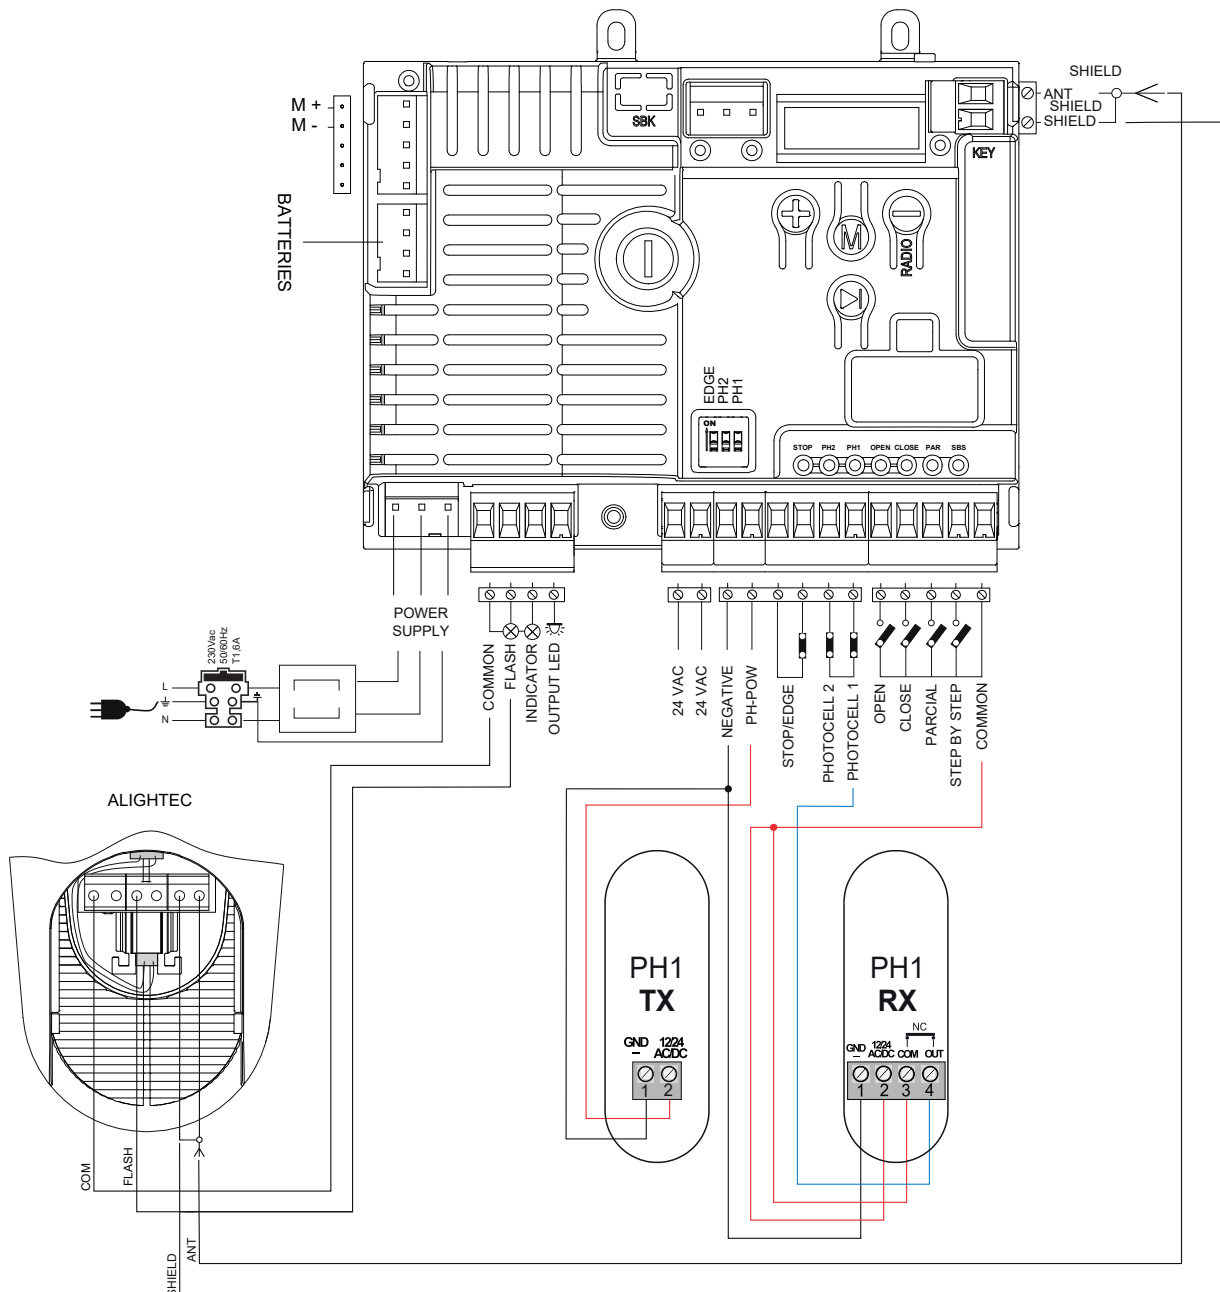 SHIELD
ANT
SHIELD
SHIELD
M +
M -
SBK
KEY
BATTERIES
M
RADIO
EDGE
PH2
PH1
ON
STOP PH2 PH1 OPEN CLOSE PAR SBS
POWER
SUPPLY
230Vac
50/60Hz
T1,6A
L
N
COMMON
FLASH
INDICATOR
OUTPUT LED
24 VAC
24 VAC
NEGATIVE
PH-POW
STOP/EDGE
PHOTOCELL 2
PHOTOCELL 1
OPEN
CLOSE
PARCIAL
STEP BY STEP
COMMON
ALIGHTEC
COM
FLASH
SHIELD
ANT
PH1
TX
GND
–
12/24
AC/DC
1 2
PH1
RX
NC
GND
–
12/24
AC/DC
COM
OUT
1 2 3 4